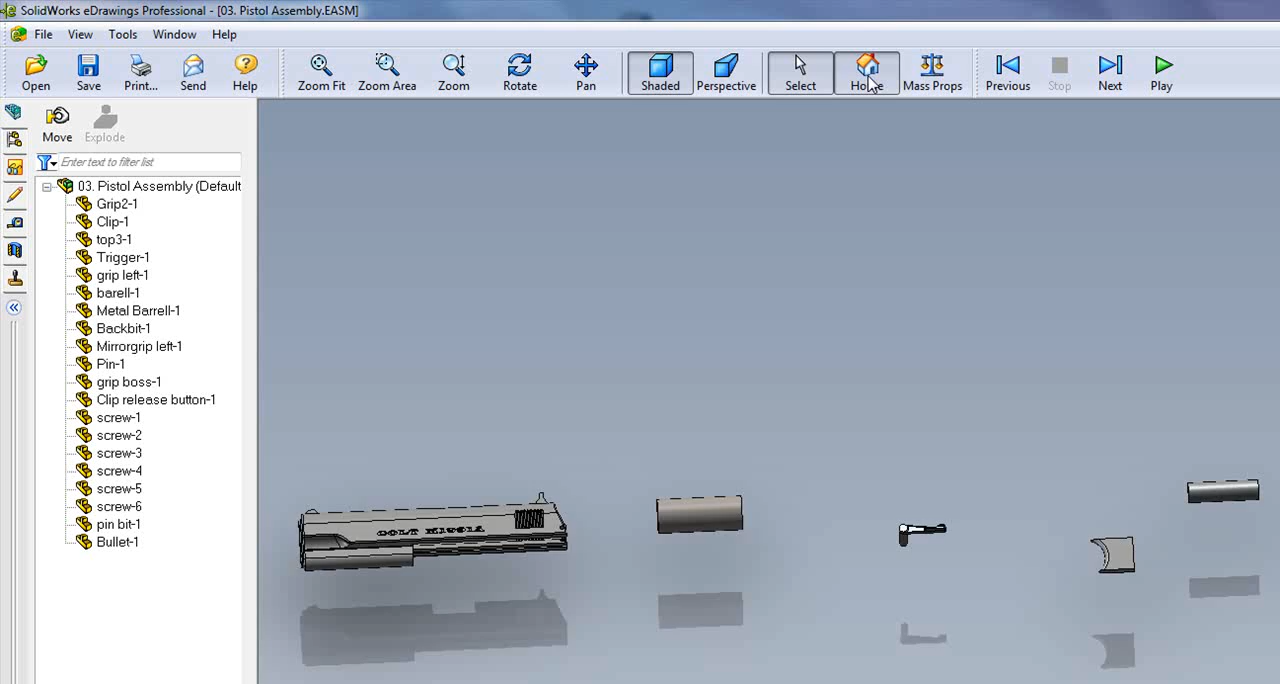 SolidWorks eDrawings Professional - [03. Pistol Assembly.EASM]
File View Tools Window Help
Open Save Print... Send Help Zoom Fit Zoom Area Zoom Rotate Pan Shaded Perspective Select Home Mass Props Previous Stop Next Play
Move Explode
Enter text to filter list
03. Pistol Assembly (Default
Grip2-1
Clip-1
top3-1
Trigger-1
grip left-1
barell-1
Metal Barrell-1
Backbit-1
Mirrorgrip left-1
Pin-1
grip boss-1
Clip release button-1
screw-1
screw-2
screw-3
screw-4
screw-5
screw-6
pin bit-1
Bullet-1
COLT